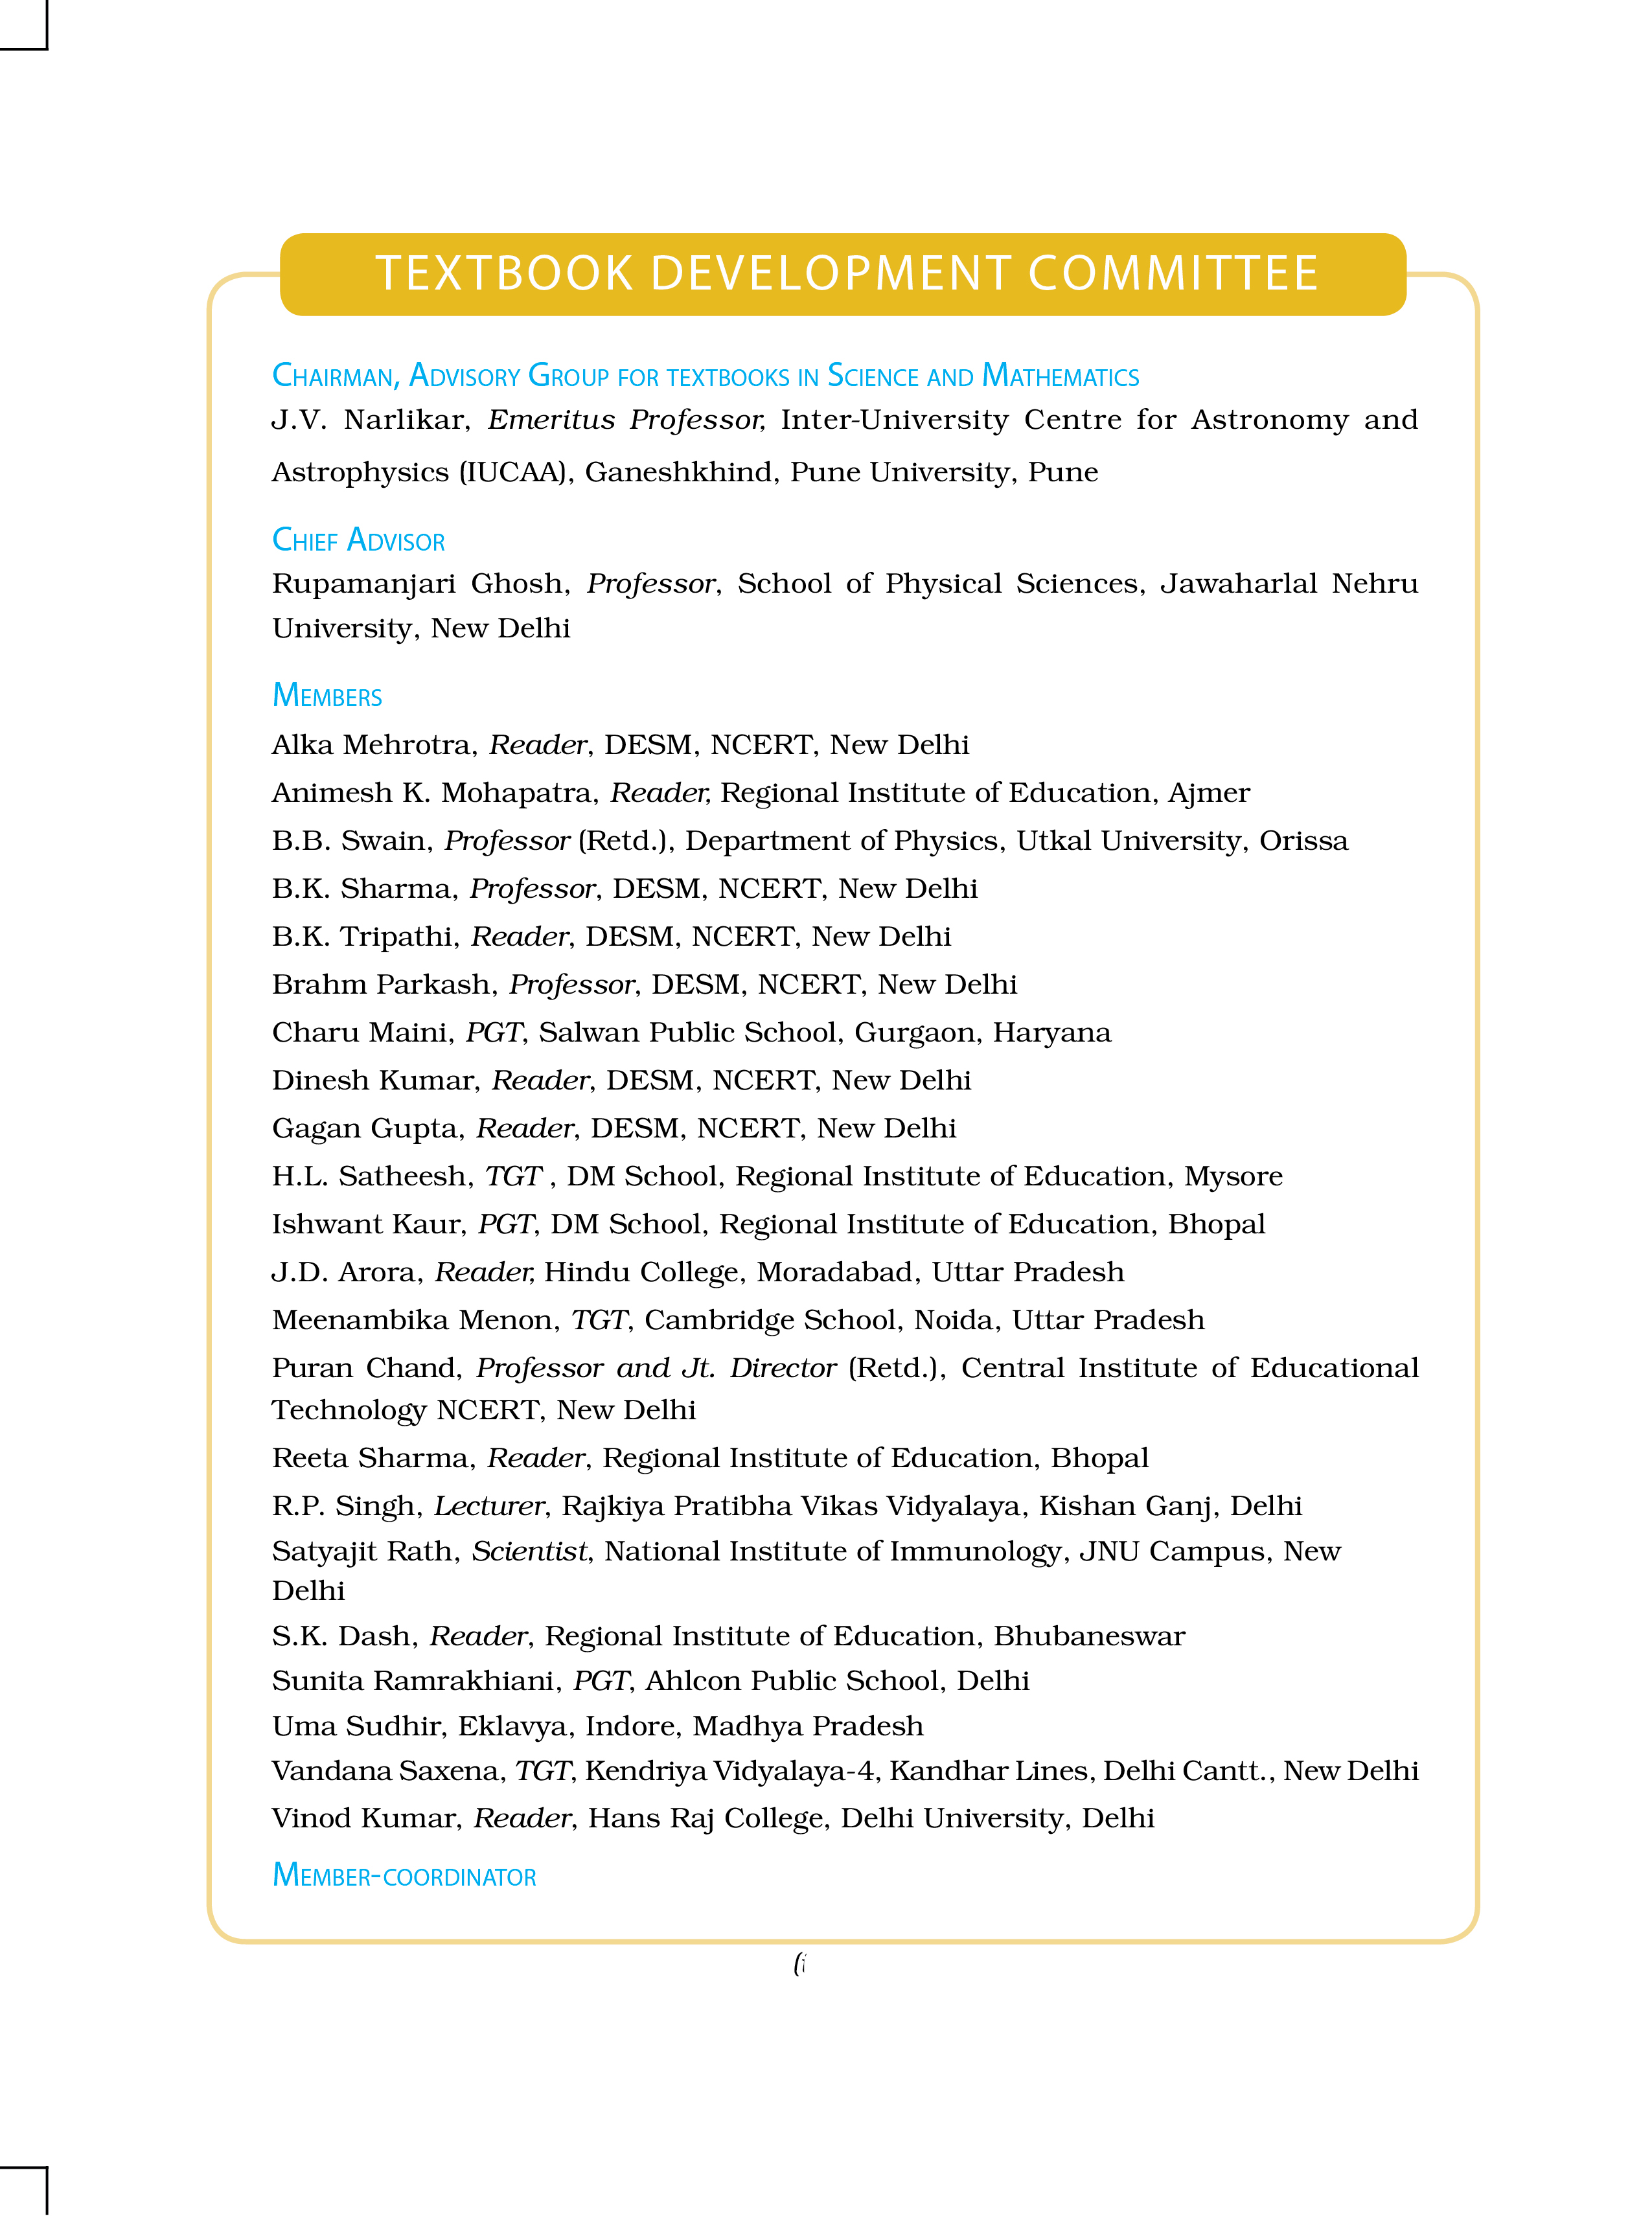 TEXTBOOK DEVELOPMENT COMMITTEE
Chairman, Advisory Group for textbooks in Science and Mathematics
J.V. Narlikar, Emeritus Professor, Inter-University Centre for Astronomy and
Astrophysics (IUCAA), Ganeshkhind, Pune University, Pune
Chief Advisor
Rupamanjari Ghosh, Professor, School of Physical Sciences, Jawaharlal Nehru
University, New Delhi
Members
Alka Mehrotra, Reader, DESM, NCERT, New Delhi
Animesh K. Mohapatra, Reader, Regional Institute of Education, Ajmer
B.B. Swain, Professor (Retd.), Department of Physics, Utkal University, Orissa
B.K. Sharma, Professor, DESM, NCERT, New Delhi
B.K. Tripathi, Reader, DESM, NCERT, New Delhi
Brahm Parkash, Professor, DESM, NCERT, New Delhi
Charu Maini, PGT, Salwan Public School, Gurgaon, Haryana
Dinesh Kumar, Reader, DESM, NCERT, New Delhi
Gagan Gupta, Reader, DESM, NCERT, New Delhi
H.L. Satheesh, TGT , DM School, Regional Institute of Education, Mysore
Ishwant Kaur, PGT, DM School, Regional Institute of Education, Bhopal
J.D. Arora, Reader, Hindu College, Moradabad, Uttar Pradesh
Meenambika Menon, TGT, Cambridge School, Noida, Uttar Pradesh
Puran Chand, Professor and Jt. Director (Retd.), Central Institute of Educational
Technology NCERT, New Delhi
Reeta Sharma, Reader, Regional Institute of Education, Bhopal
R.P. Singh, Lecturer, Rajkiya Pratibha Vikas Vidyalaya, Kishan Ganj, Delhi
Satyajit Rath, Scientist, National Institute of Immunology, JNU Campus, New
Delhi
S.K. Dash, Reader, Regional Institute of Education, Bhubaneswar
Sunita Ramrakhiani, PGT, Ahlcon Public School, Delhi
Uma Sudhir, Eklavya, Indore, Madhya Pradesh
Vandana Saxena, TGT, Kendriya Vidyalaya-4, Kandhar Lines, Delhi Cantt., New Delhi
Vinod Kumar, Reader, Hans Raj College, Delhi University, Delhi
Member-coordinator